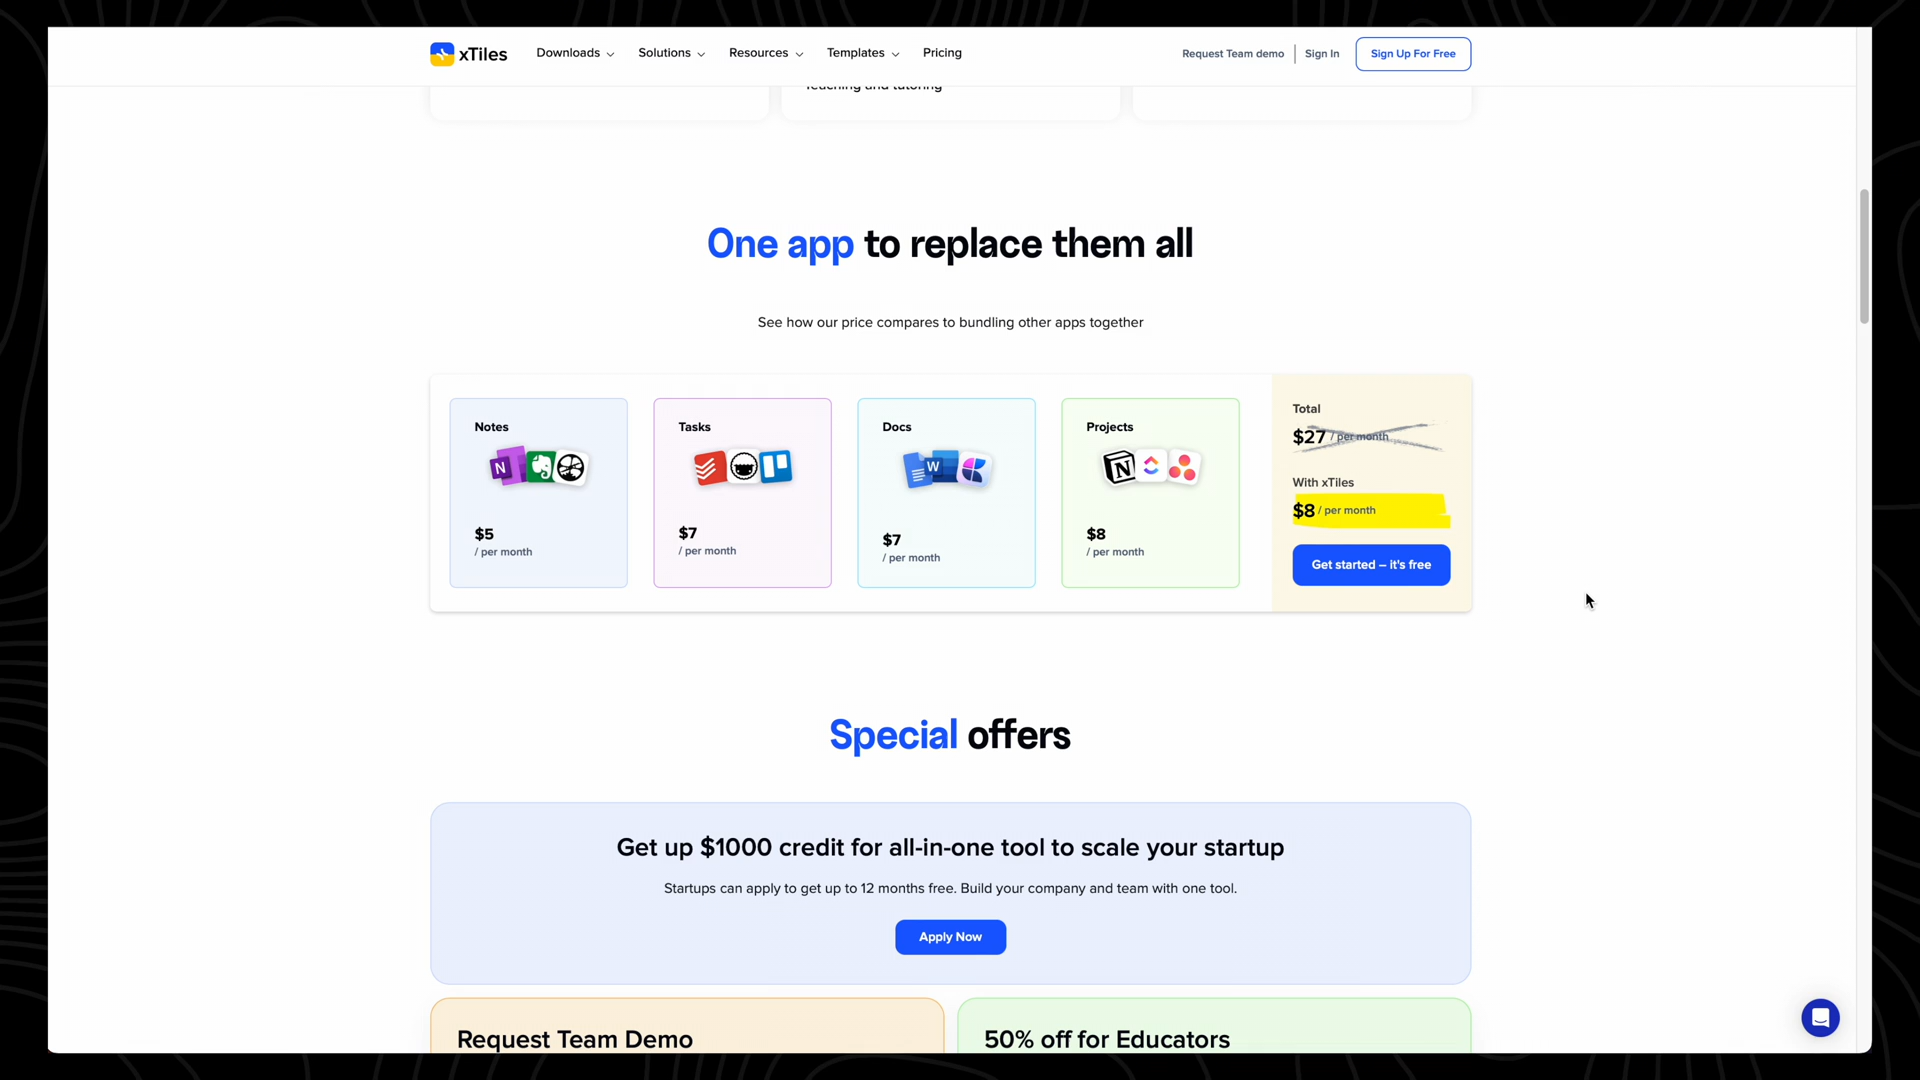 xTiles
Downloads
Solutions
Resources
Templates
Pricing
Request Team demo
Sign In
Sign Up For Free
Teaching and tutoring
One app to replace them all
See how our price compares to bundling other apps together
Notes
N
$5
/ per month
Tasks
$7
/ per month
Docs
W
$7
/ per month
Projects
N
$8
/ per month
Total
$27 / per month
With xTiles
$8 / per month
Get started – it's free
Special offers
Get up $1000 credit for all-in-one tool to scale your startup
Startups can apply to get up to 12 months free. Build your company and team with one tool.
Apply Now
Request Team Demo
50% off for Educators